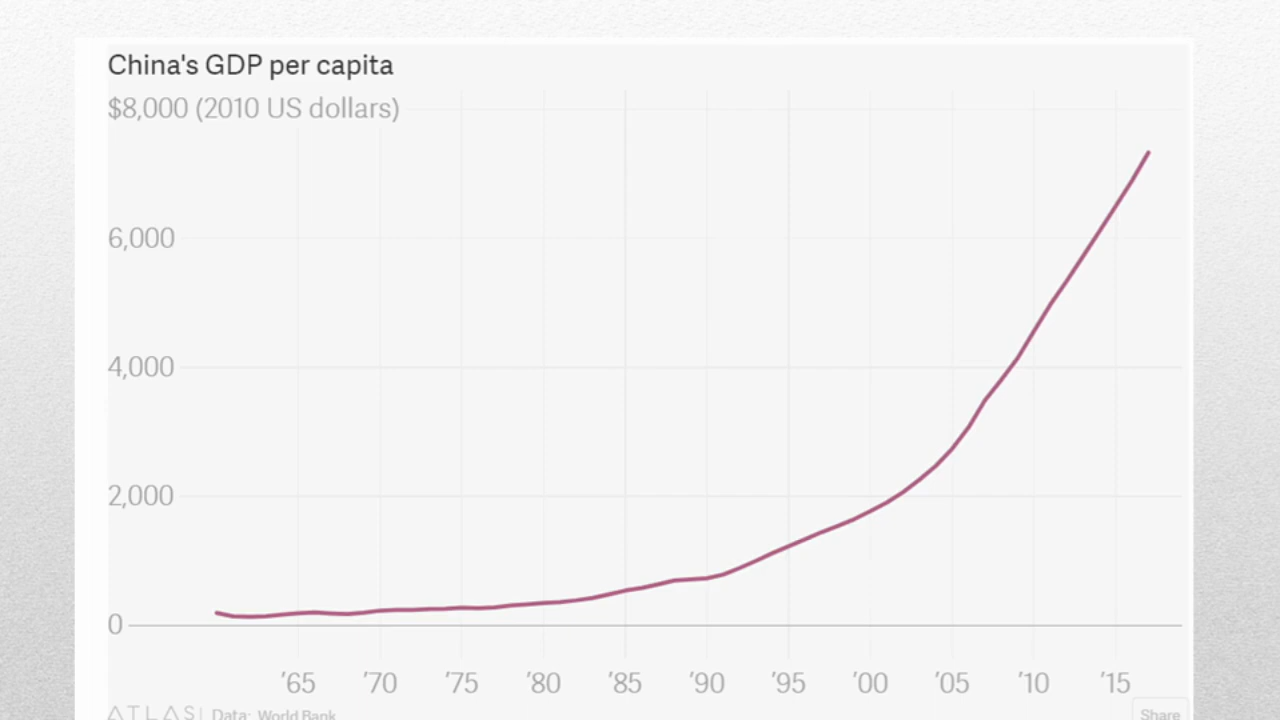 China's GDP per capita
$8,000 (2010 US dollars)
6,000
4,000
2,000
0
’65 ’70 ’75 ’80 ’85 ’90 ’95 ’00 ’05 ’10 ’15
ATLAS | Data: World Bank Share